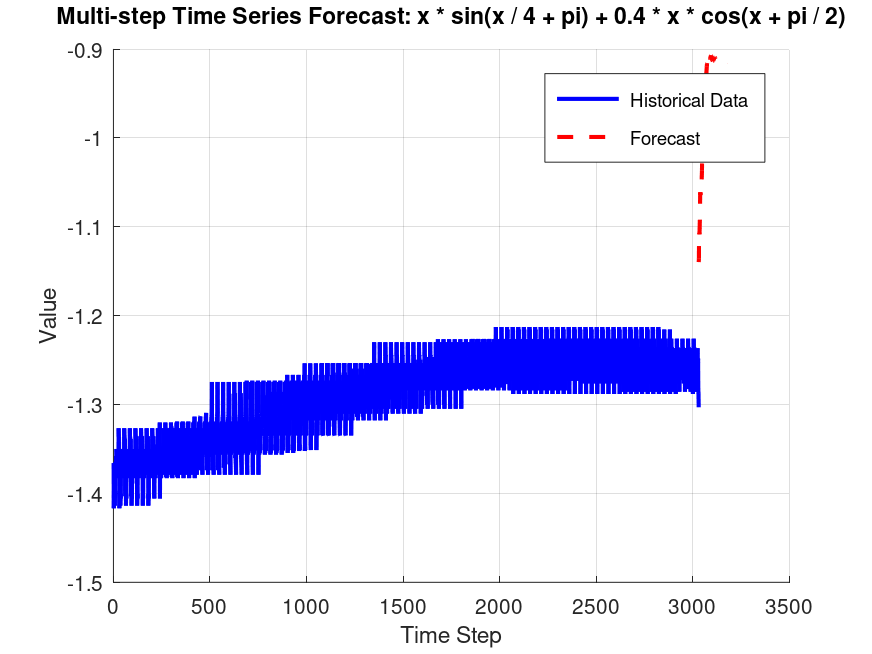 Multi-step Time Series Forecast: x * sin(x / 4 + pi) + 0.4 * x * cos(x + pi / 2)
-0.9
Historical Data
-1
Forecast
-1.1
-1.2
Value
-1.3
-1.4
-1.5
0 500 1000 1500 2000 2500 3000 3500
Time Step